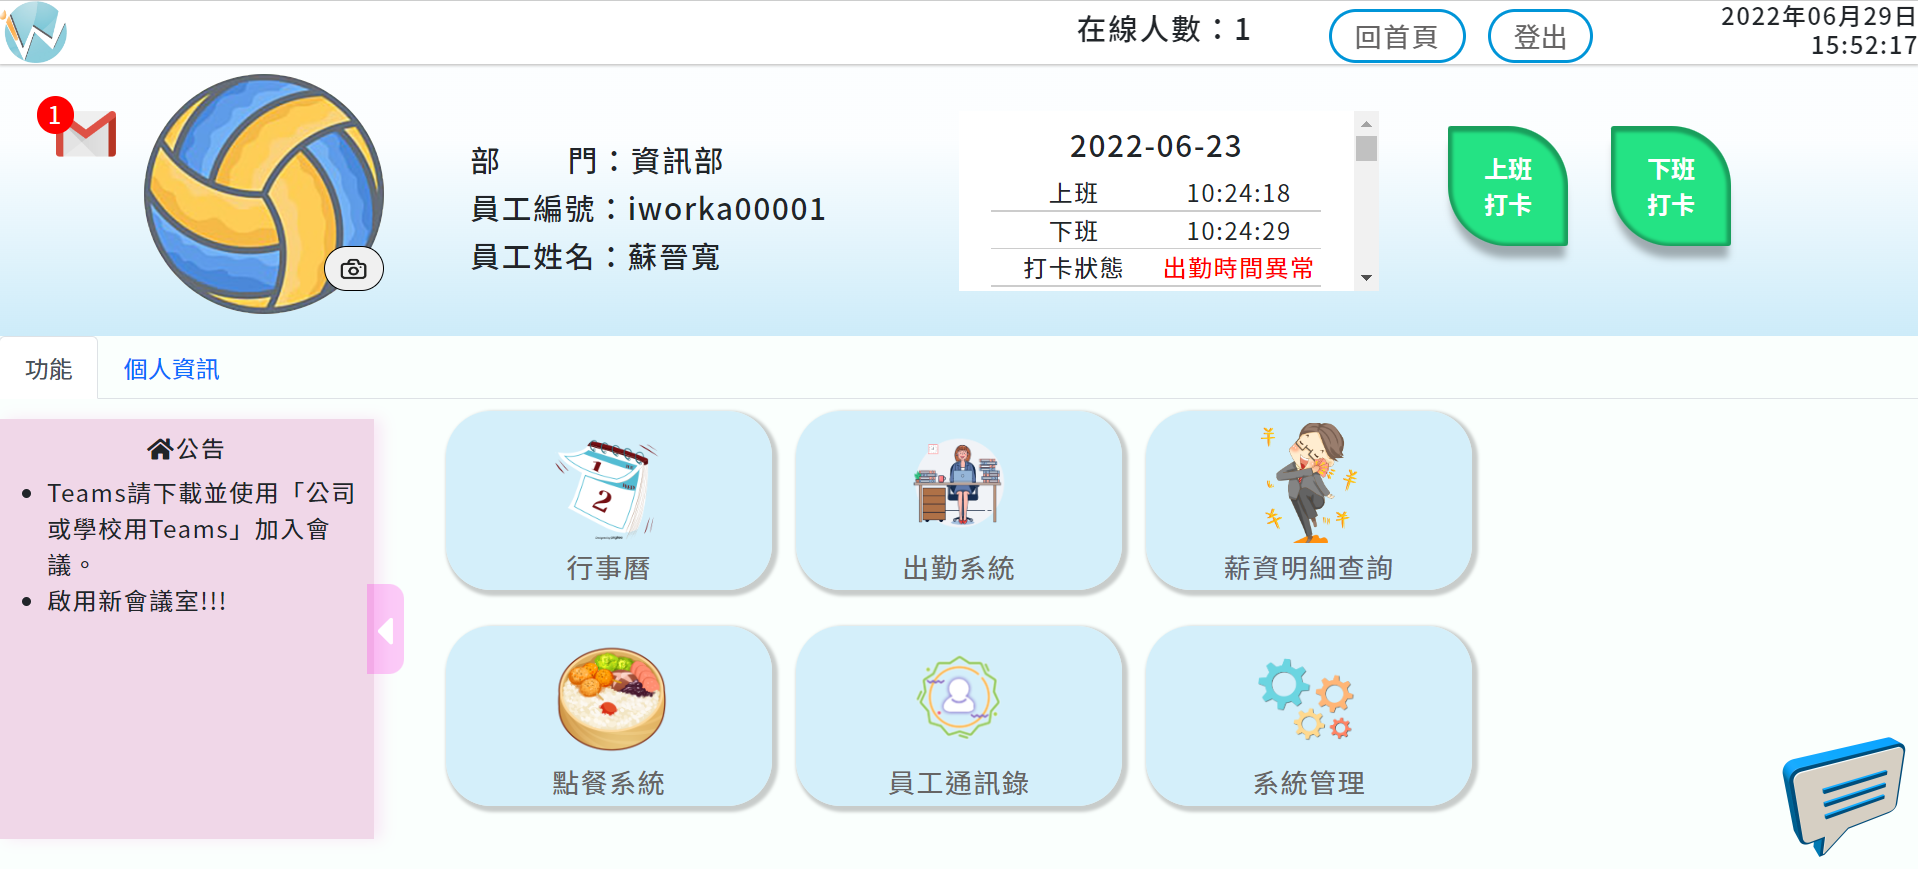 在線人數：1
回首頁
登出
2022年06月29日
15:52:17
1
部 門：資訊部
員工編號：iworka00001
員工姓名：蘇晉寬
2022-06-23
上班 10:24:18
下班 10:24:29
打卡狀態 出勤時間異常
上班
打卡
下班
打卡
功能
個人資訊
公告
Teams請下載並使用「公司
或學校用Teams」加入會
議。
啟用新會議室!!!
行事曆
出勤系統
薪資明細查詢
點餐系統
員工通訊錄
系統管理